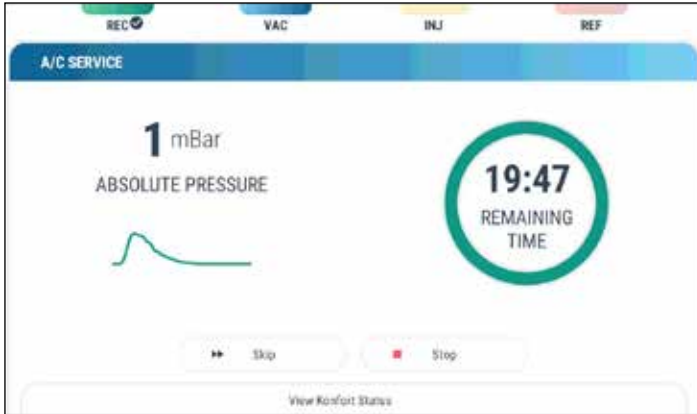 REC VAC INJ REF
A/C SERVICE
1 mBar
ABSOLUTE PRESSURE
19:47
REMAINING
TIME
Skip Stop
View Konfort Status